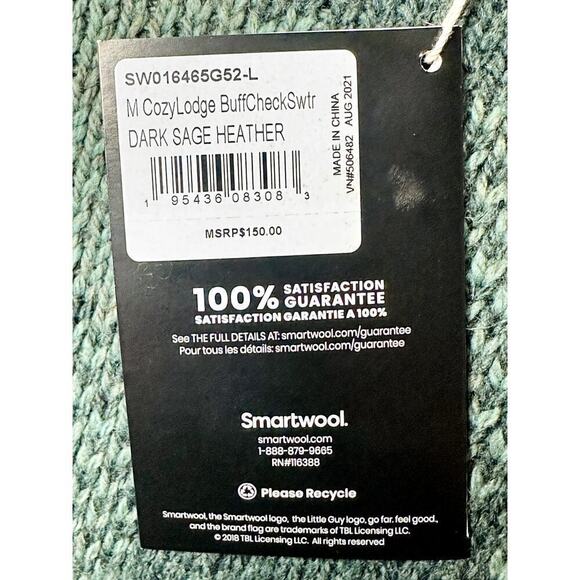 SW016465G52-L
M CozyLodge BuffCheckSwtr
DARK SAGE HEATHER
1 95436 08308 3
MSRP$150.00
MADE IN CHINA
VN#506482 AUG 2021
100% SATISFACTION GUARANTEE
SATISFACTION GARANTIE A 100%
See THE FULL DETAILS AT: smartwool.com/guarantee
Pour tous les détails: smartwool.com/guarantee
Smartwool.
smartwool.com
1-888-879-9665
RN#116388
Please Recycle
Smartwool, the Smartwool logo, the Little Guy logo, go far. feel good.,
and the brand flag are trademarks of TBL Licensing LLC.
© 2018 TBL Licensing LLC. All rights reserved